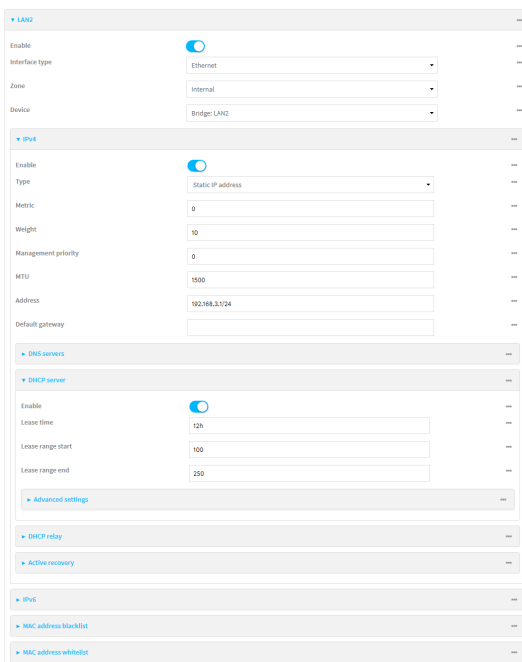 LAN2
Enable
Interface type
Ethernet
Zone
Internal
Device
Bridge: LAN2
IPv4
Enable
Type
Static IP address
Metric
0
Weight
10
Management priority
0
MTU
1500
Address
192.168.3.1/24
Default gateway
DNS servers
DHCP server
Enable
Lease time
12h
Lease range start
100
Lease range end
250
Advanced settings
DHCP relay
Active recovery
IPv6
MAC address blacklist
MAC address whitelist